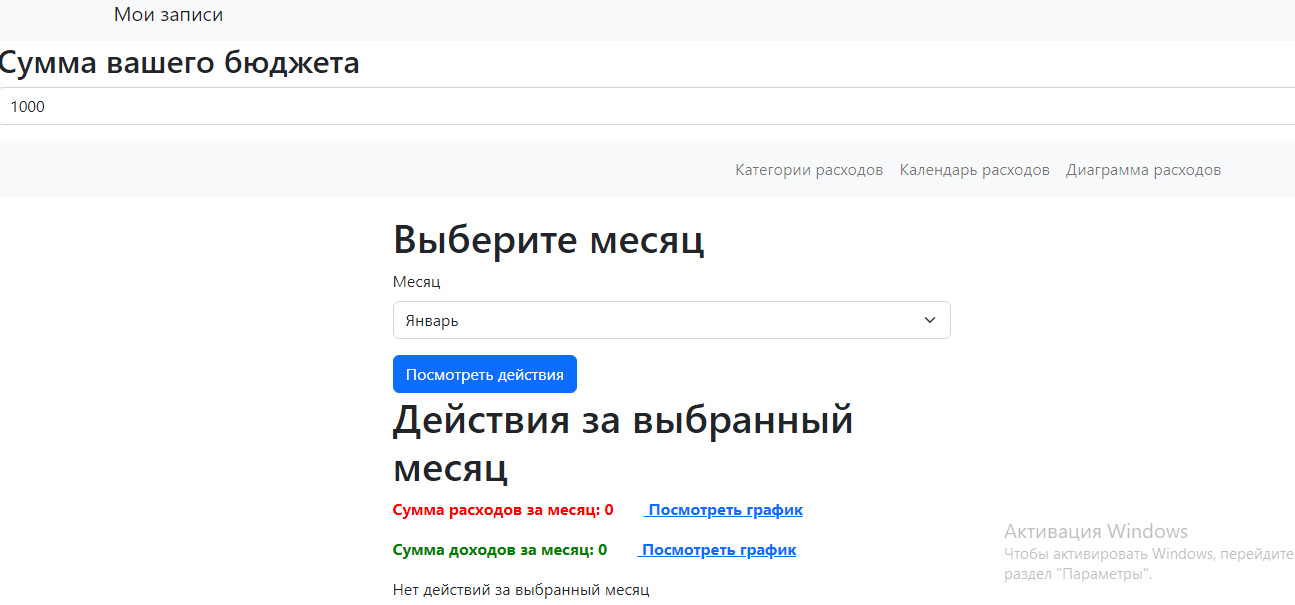 Мои записи
Сумма вашего бюджета
1000
Категории расходов Календарь расходов Диаграмма расходов
Выберите месяц
Месяц
Январь
Посмотреть действия
Действия за выбранный
месяц
Сумма расходов за месяц: 0 Посмотреть график
Сумма доходов за месяц: 0 Посмотреть график
Активация Windows
Чтобы активировать Windows, перейдите
раздел "Параметры".
Нет действий за выбранный месяц